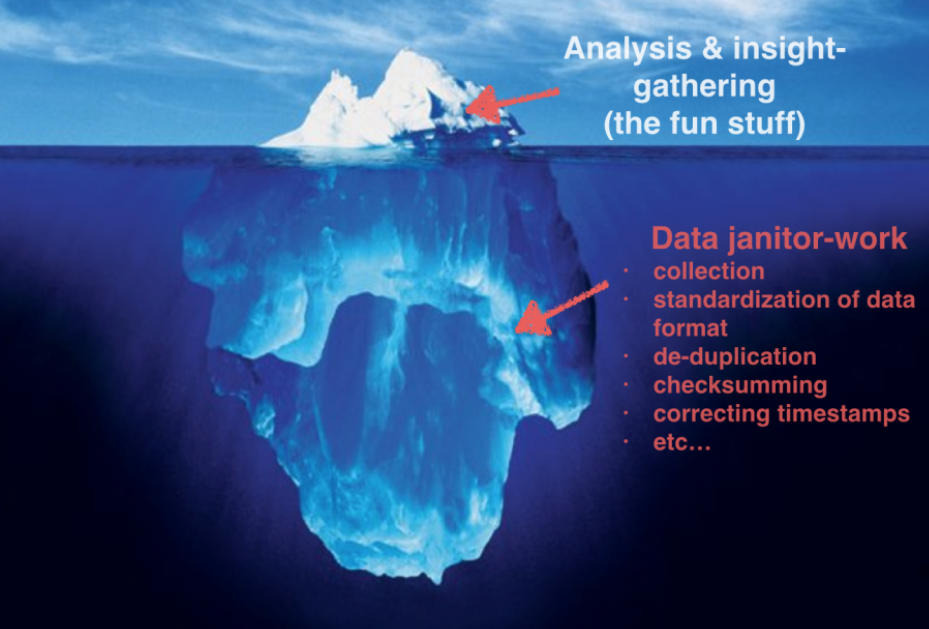 Analysis & insight-
gathering
(the fun stuff)
Data janitor-work
· collection
· standardization of data
format
· de-duplication
· checksumming
· correcting timestamps
· etc...